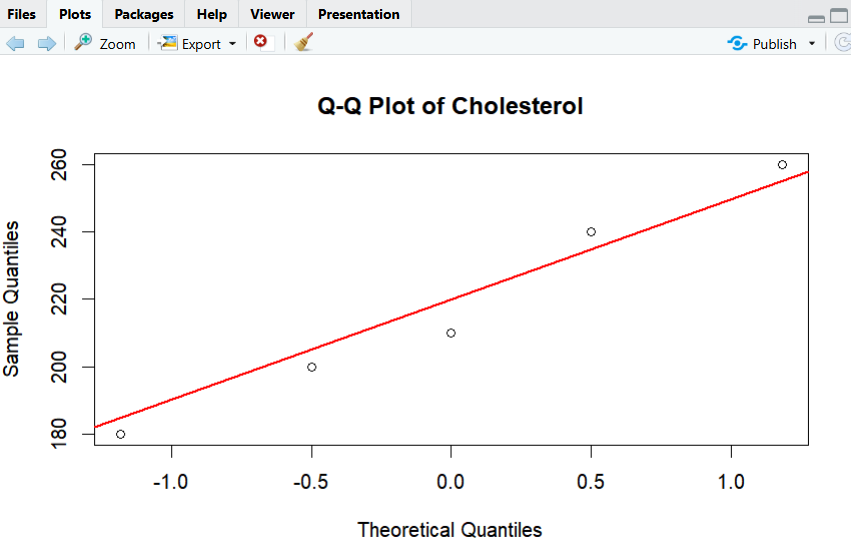 Files Plots Packages Help Viewer Presentation
Zoom Export Publish
Q-Q Plot of Cholesterol
260
240
220
200
180
Sample Quantiles
-1.0 -0.5 0.0 0.5 1.0
Theoretical Quantiles